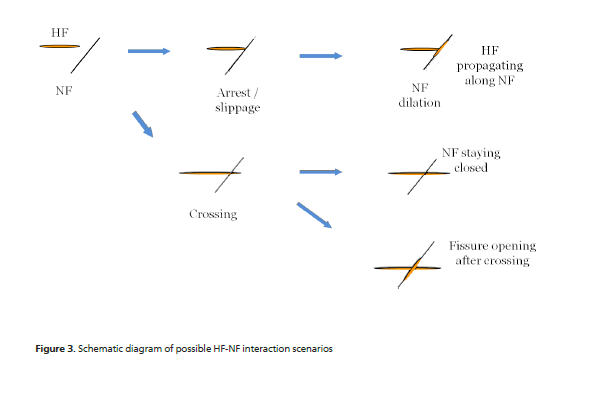 HF
NF
Arrest /
slippage
NF
dilation
HF
propagating
along NF
Crossing
NF staying
closed
Fissure opening
after crossing
Figure 3. Schematic diagram of possible HF-NF interaction scenarios